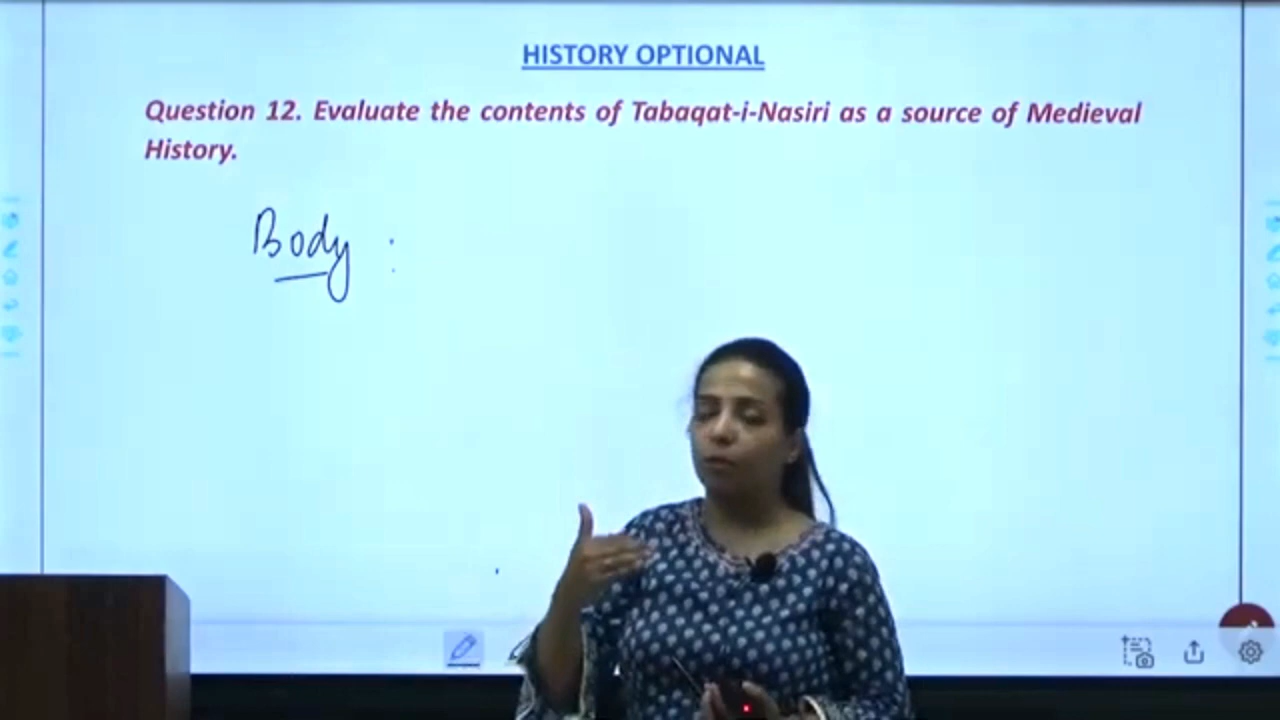 HISTORY OPTIONAL
Question 12. Evaluate the contents of Tabaqat-i-Nasiri as a source of Medieval
History.
Body :